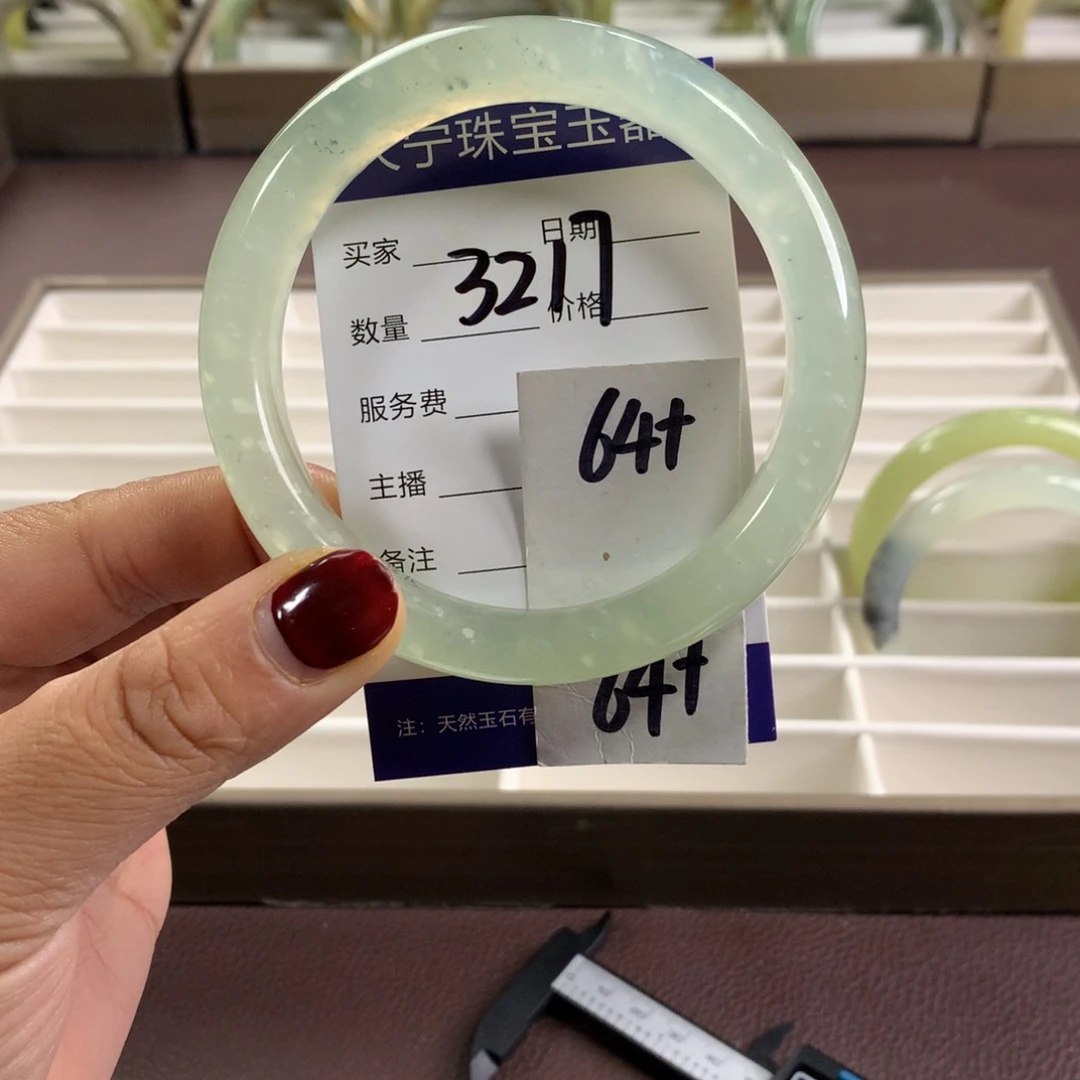 宁珠宝玉器
买家 日期
3217
数量 价格
服务费
64+
主播
备注
64+
注：天然玉石有